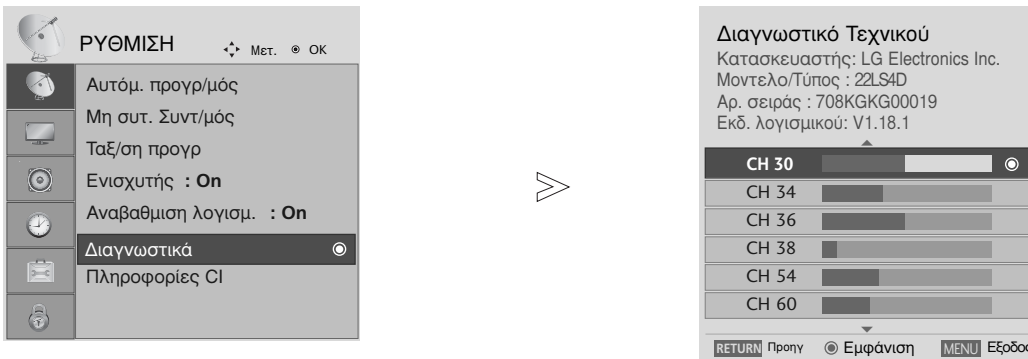 ΡΥΘΜΙΣΗ Μετ. OK
Αυτόμ. προγρ/μός
Μη συτ. Συντ/μός
Ταξ/ση προγρ
Ενισχυτής : On
Αναβαθμιση λογισμ. : On
Διαγνωστικά
Πληροφορίες CI
Διαγνωστικό Τεχνικού
Κατασκευαστής: LG Electronics Inc.
Μοντελο/Τύπος : 22LS4D
Αρ. σειράς : 708KGKG00019
Εκδ. λογισμικού: V1.18.1
CH 30
CH 34
CH 36
CH 38
CH 54
CH 60
RETURN Προηγ Εμφάνιση MENU Εξοδος